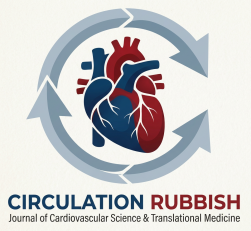 CIRCULATION RUBBISH
Journal of Cardiovascular Science & Translational Medicine